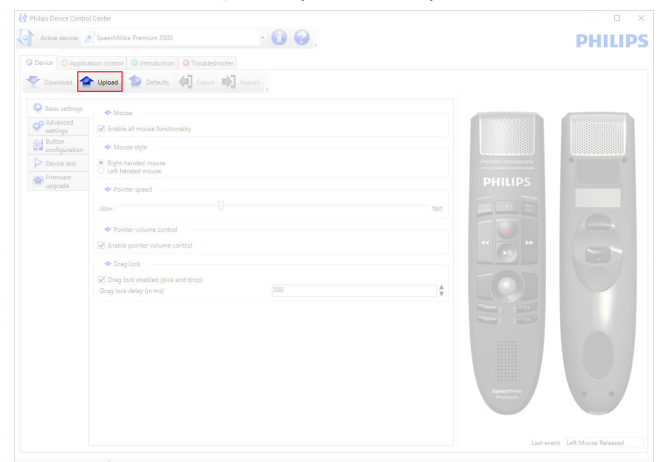 Philips Device Control Center
Active device: SpeechMike Premium 3500
PHILIPS
Device Application control Introduction Troubleshooter
Download Upload Defaults Export Import
Basic settings
Advanced settings
Button configuration
Device test
Firmware upgrade
Mouse
Enable all mouse functionality
Mouse style
Right handed mouse
Left handed mouse
Pointer speed
slow fast
Pointer volume control
Enable pointer volume control
Drag lock
Drag lock enabled (pick and drop)
Drag lock delay (in ms) 500
PHILIPS
SpeechMike
Premium
Last event: Left Mouse Released